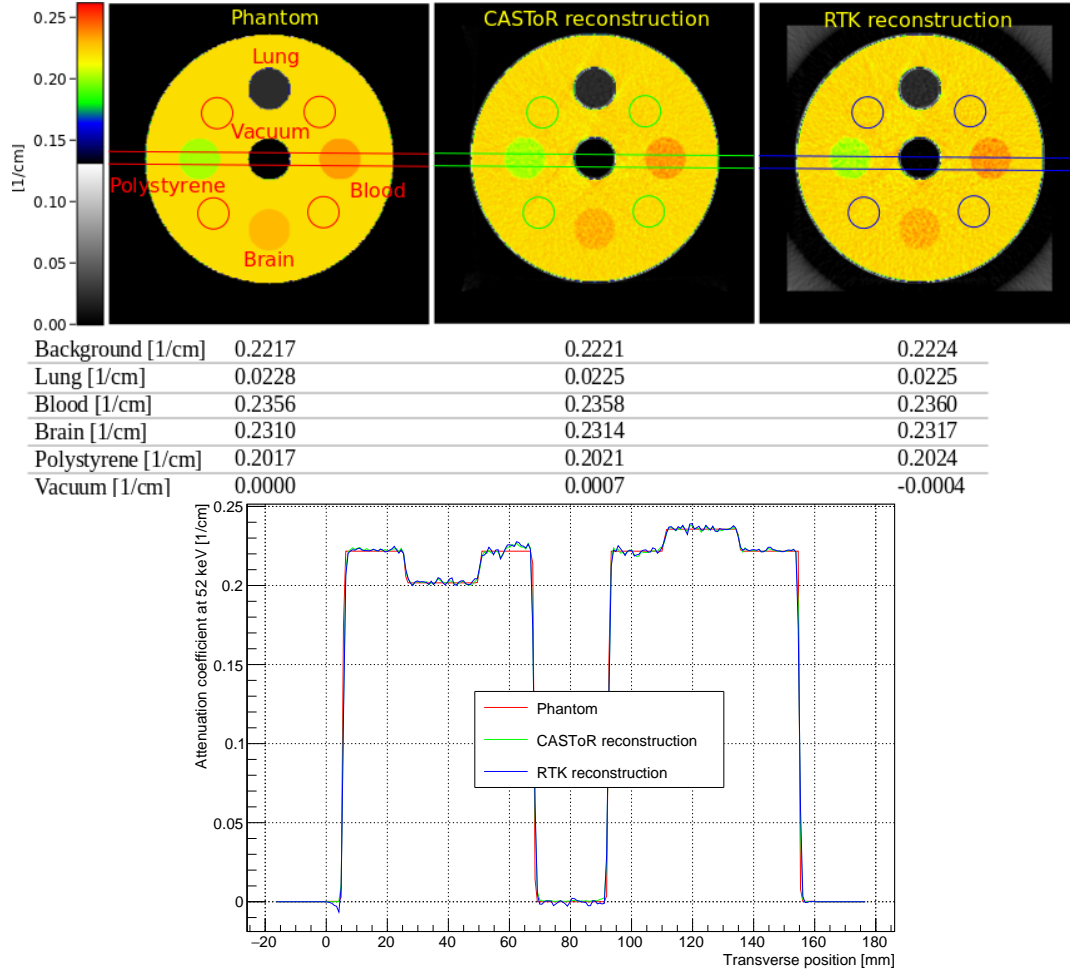 Phantom CASToR reconstruction RTK reconstruction
0.25
0.20
0.15
0.10
0.05
0.00
[1/cm]
Lung
Vacuum
Polystyrene
Blood
Brain
Background [1/cm] 0.2217 0.2221 0.2224
Lung [1/cm] 0.0228 0.0225 0.0225
Blood [1/cm] 0.2356 0.2358 0.2360
Brain [1/cm] 0.2310 0.2314 0.2317
Polystyrene [1/cm] 0.2017 0.2021 0.2024
Vacuum [1/cm] 0.0000 0.0007 -0.0004
Attenuation coefficient at 52 keV [1/cm]
0.25
0.2
0.15
0.1
0.05
0
Phantom
CASToR reconstruction
RTK reconstruction
−20 0 20 40 60 80 100 120 140 160 180
Transverse position [mm]